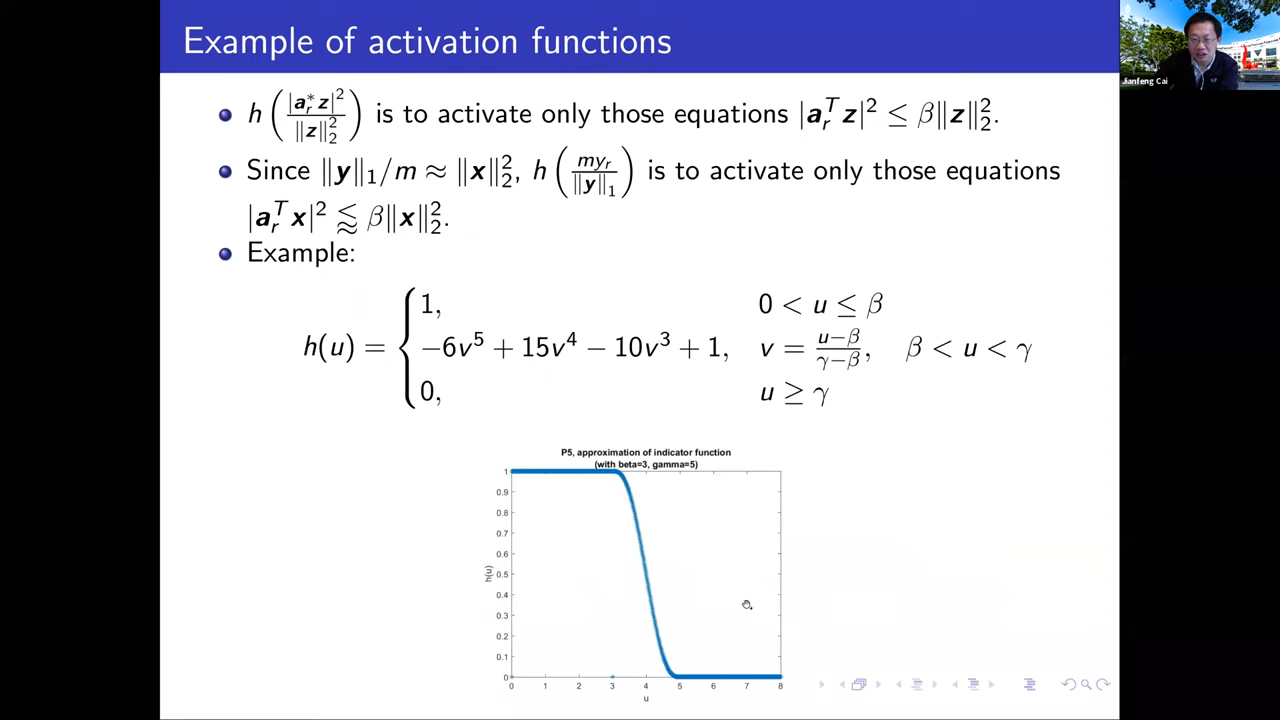 Example of activation functions
Jianfeng Cai
h(|a_r^* z|^2 / ‖z‖_2^2) is to activate only those equations |a_r^T z|^2 ≤ β‖z‖_2^2.
Since ‖y‖_1/m ≈ ‖x‖_2^2, h(my_r / ‖y‖_1) is to activate only those equations
|a_r^T x|^2 ⪅ β‖x‖_2^2.
Example:
h(u) = { 1, 0 < u ≤ β
−6v^5 + 15v^4 − 10v^3 + 1, v = (u−β)/(γ−β), β < u < γ
0, u ≥ γ
P5, approximation of indicator function
(with beta=3, gamma=5)
1
0.9
0.8
0.7
0.6
0.5
0.4
0.3
0.2
0.1
0
h(u)
0 1 2 3 4 5 6 7 8
u